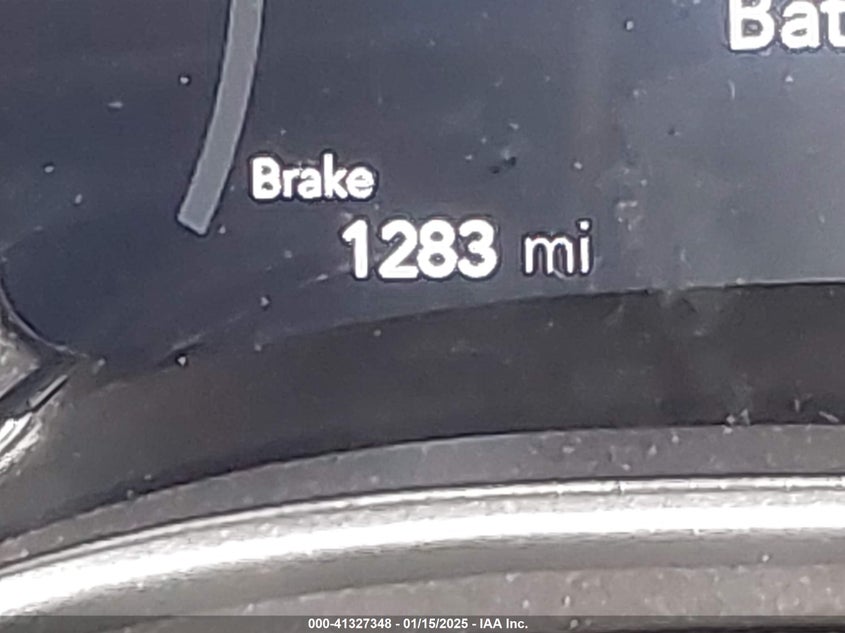 Bat
Brake
1283 mi
000-41327348 - 01/15/2025 - IAA Inc.